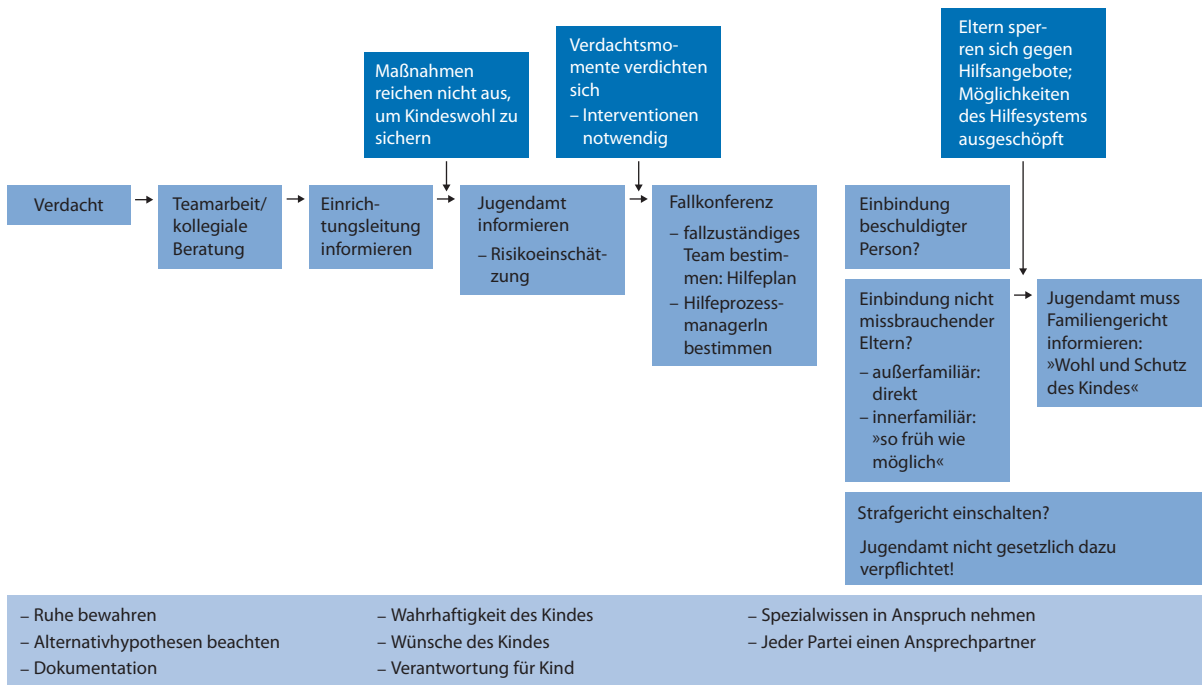 Maßnahmen
reichen nicht aus,
um Kindeswohl zu
sichern
Verdachtsmo-
mente verdichten
sich
– Interventionen
notwendig
Eltern sper-
ren sich gegen
Hilfsangebote;
Möglichkeiten
des Hilfesystems
ausgeschöpft
Verdacht
Teamarbeit/
kollegiale
Beratung
Einrich-
tungsleitung
informieren
Jugendamt
informieren
– Risikoeinschät-
zung
Fallkonferenz
– fallzuständiges
Team bestim-
men: Hilfeplan
– Hilfeprozess-
managerIn
bestimmen
Einbindung
beschuldigter
Person?
Einbindung nicht
missbrauchender
Eltern?
– außerfamiliär:
direkt
– innerfamiliär:
»so früh wie
möglich«
Jugendamt muss
Familiengericht
informieren:
»Wohl und Schutz
des Kindes«
Strafgericht einschalten?
Jugendamt nicht gesetzlich dazu
verpflichtet!
– Ruhe bewahren
– Alternativhypothesen beachten
– Dokumentation
– Wahrhaftigkeit des Kindes
– Wünsche des Kindes
– Verantwortung für Kind
– Spezialwissen in Anspruch nehmen
– Jeder Partei einen Ansprechpartner